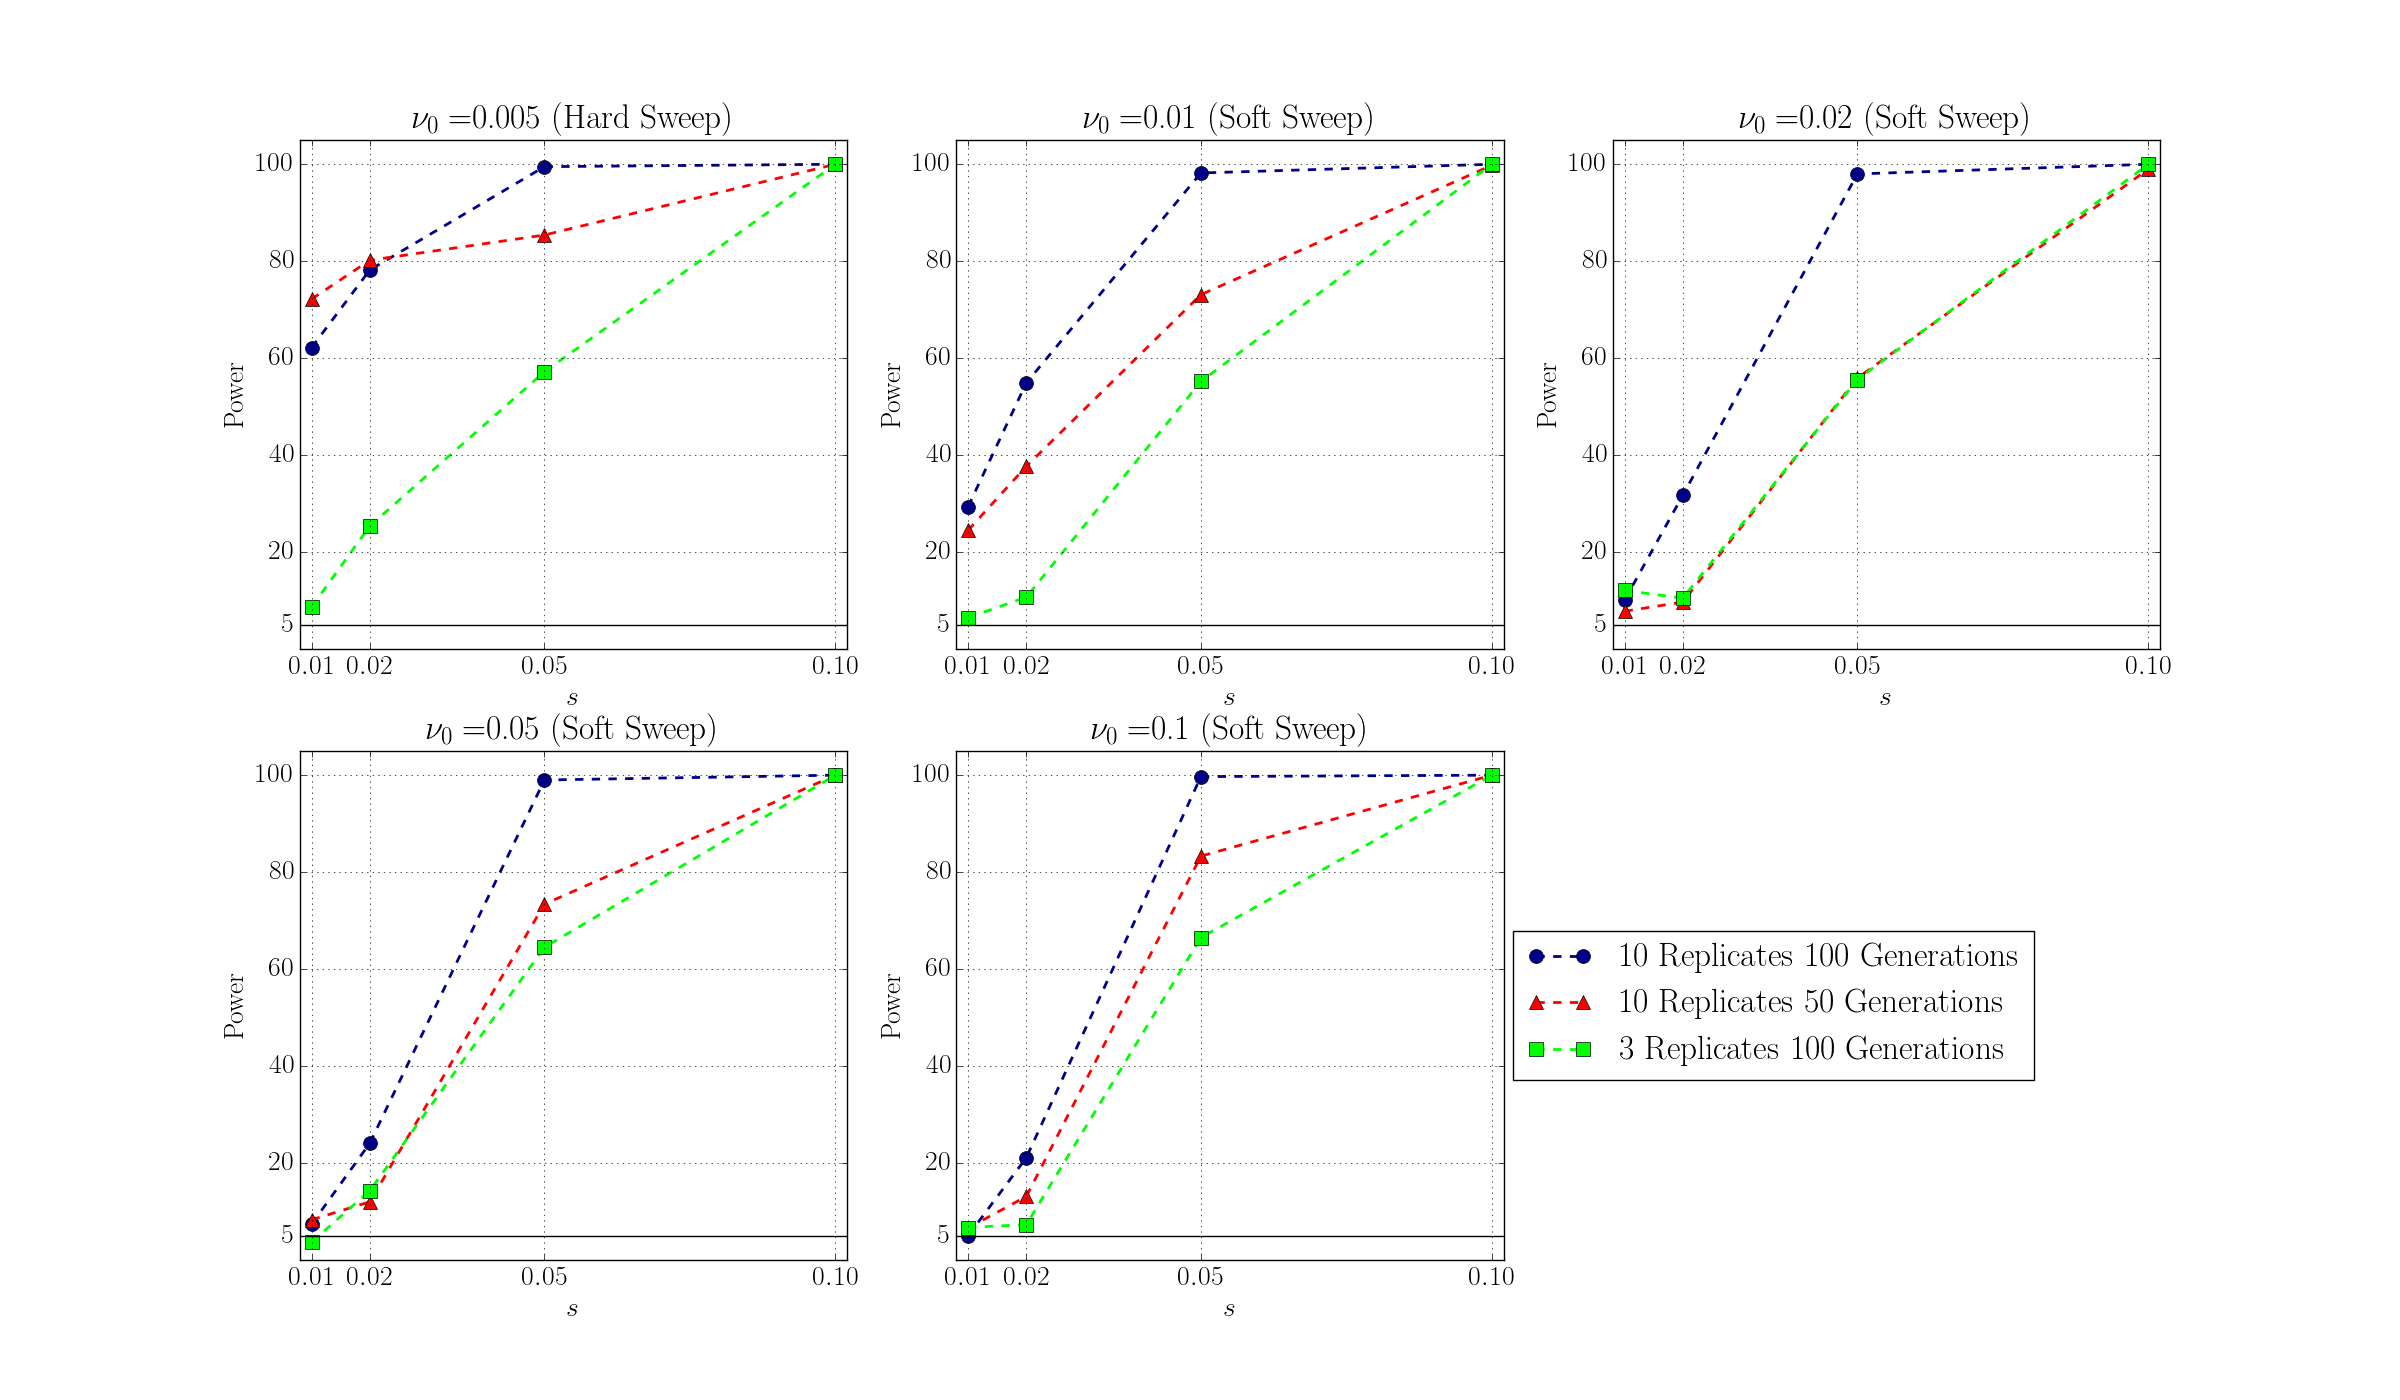 ν₀ =0.005 (Hard Sweep)
100
80
60
40
20
5
Power
0.01 0.02 0.05 0.10
s
ν₀ =0.01 (Soft Sweep)
100
80
60
40
20
5
Power
0.01 0.02 0.05 0.10
s
ν₀ =0.02 (Soft Sweep)
100
80
60
40
20
5
Power
0.01 0.02 0.05 0.10
s
ν₀ =0.05 (Soft Sweep)
100
80
60
40
20
5
Power
0.01 0.02 0.05 0.10
s
ν₀ =0.1 (Soft Sweep)
100
80
60
40
20
5
Power
0.01 0.02 0.05 0.10
s
10 Replicates 100 Generations
10 Replicates 50 Generations
3 Replicates 100 Generations